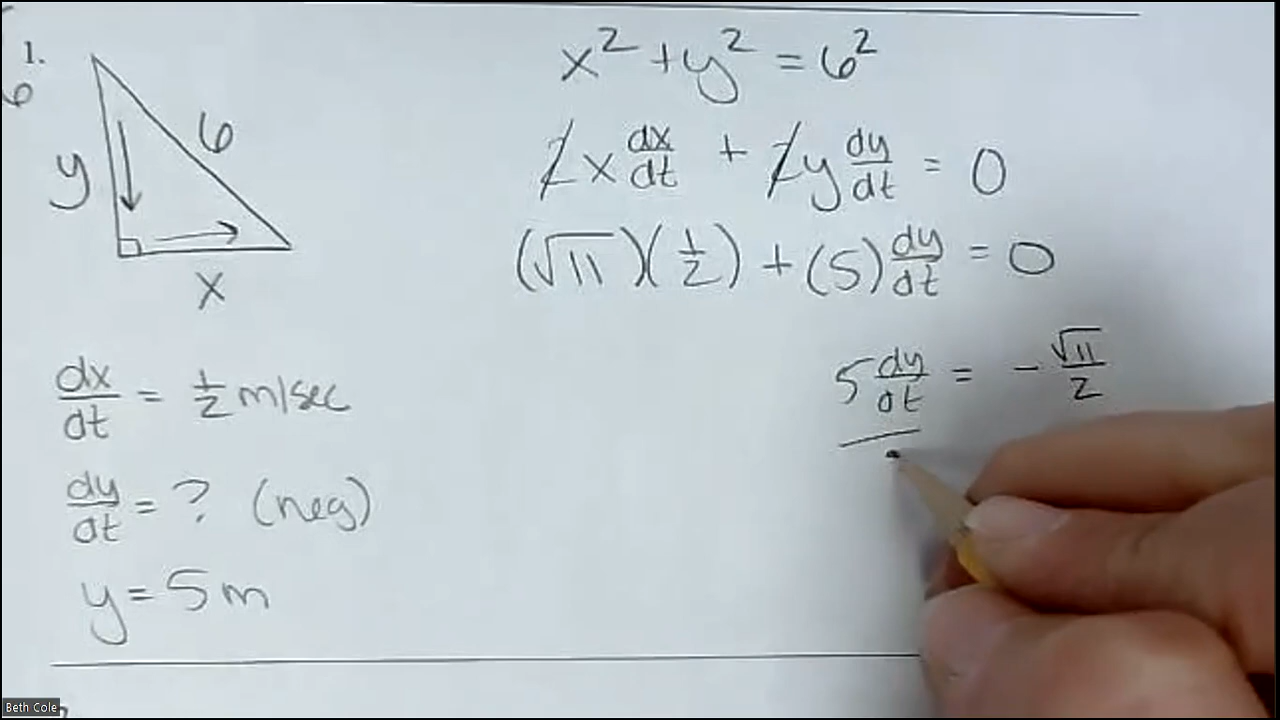 1.
6
y
6
x
x² + y² = 6²
2x dx/dt + 2y dy/dt = 0
(√11)(1/2) + (5) dy/dt = 0
5 dy/dt = - √11/2
dx/dt = 1/2 m/sec
dy/dt = ? (neg)
y = 5m
Beth Cole